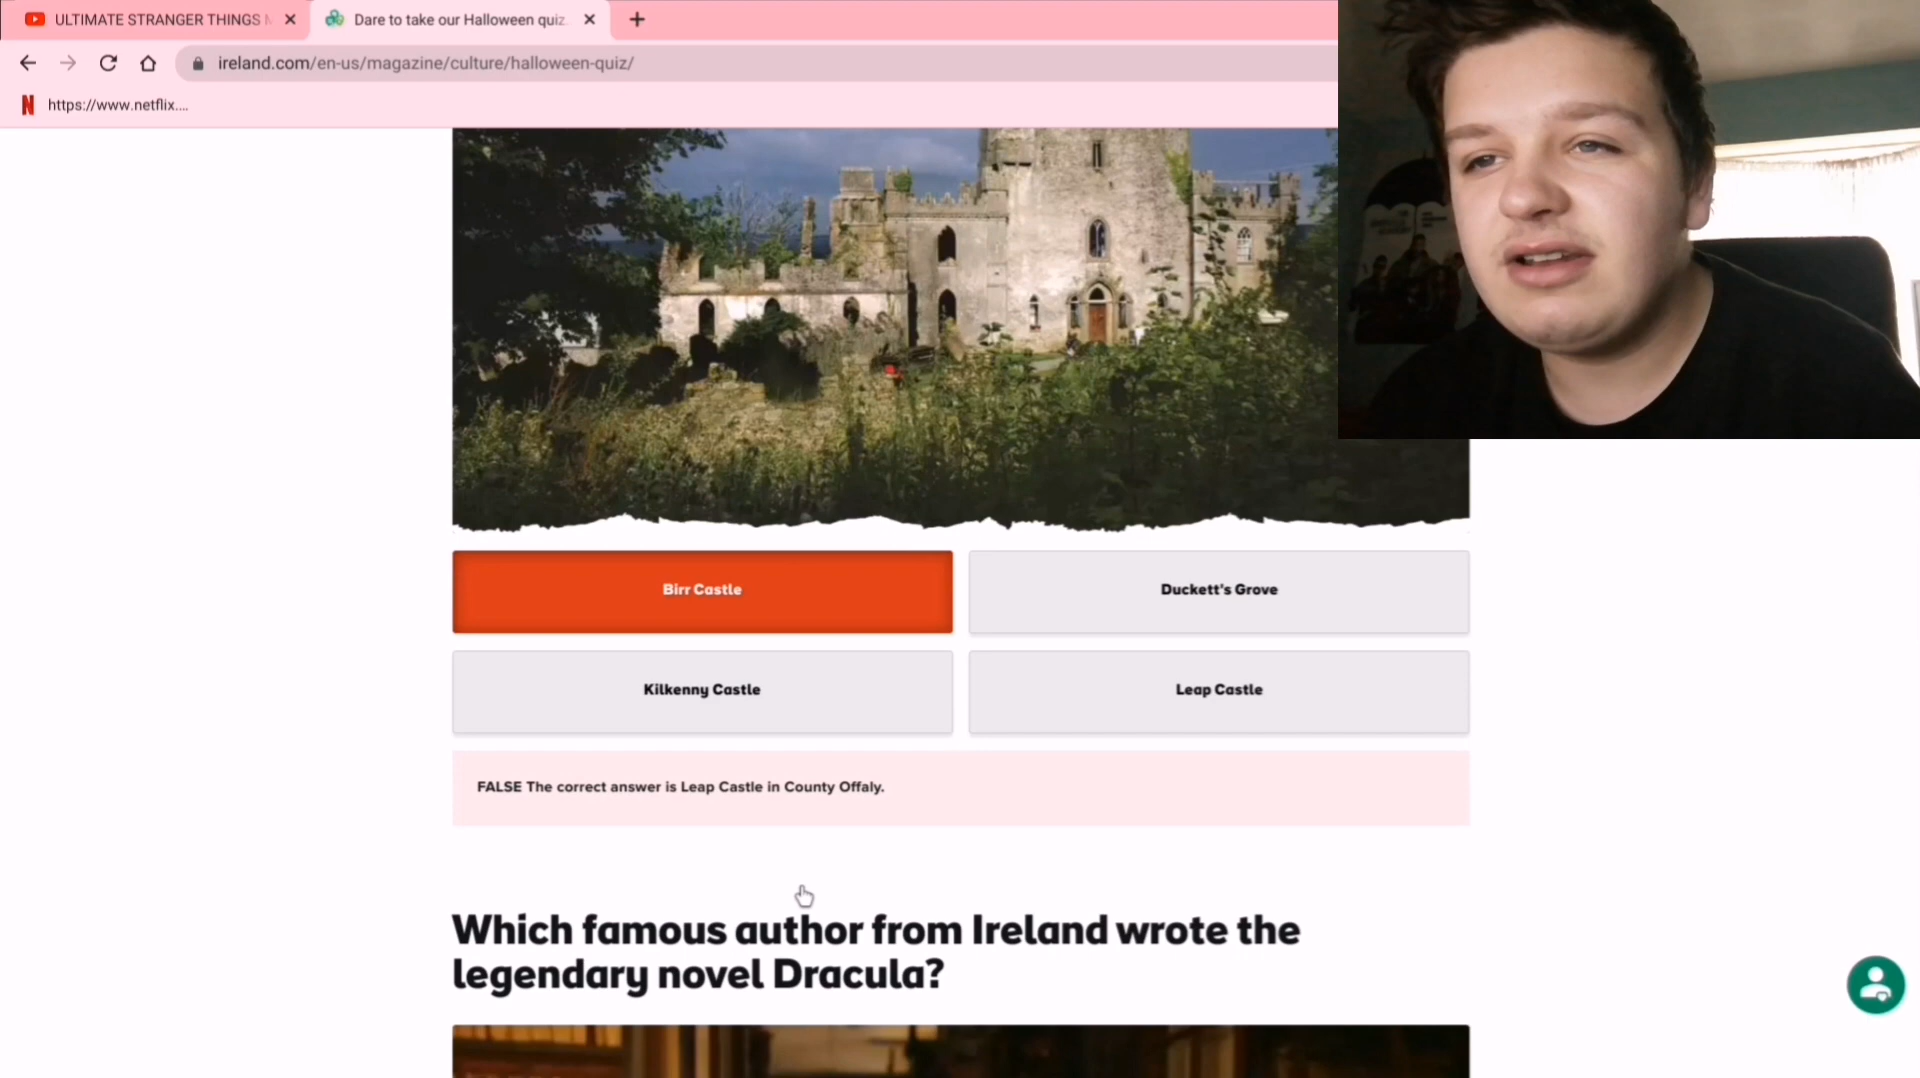 ULTIMATE STRANGER THINGS
Dare to take our Halloween quiz
ireland.com/en-us/magazine/culture/halloween-quiz/
N https://www.netflix....
Birr Castle
Duckett's Grove
Kilkenny Castle
Leap Castle
FALSE The correct answer is Leap Castle in County Offaly.
Which famous author from Ireland wrote the
legendary novel Dracula?